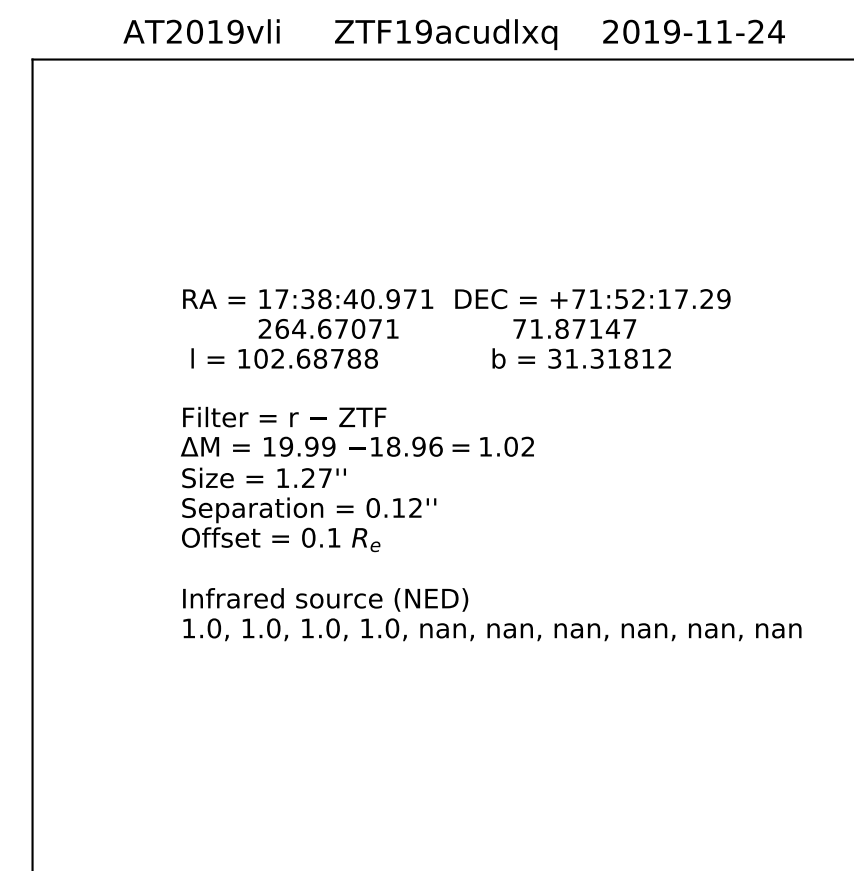 AT2019vli ZTF19acudlxq 2019-11-24
RA = 17:38:40.971 DEC = +71:52:17.29
264.67071 71.87147
l = 102.68788 b = 31.31812
Filter = r − ZTF
ΔM = 19.99 −18.96 = 1.02
Size = 1.27''
Separation = 0.12''
Offset = 0.1 Re
Infrared source (NED)
1.0, 1.0, 1.0, 1.0, nan, nan, nan, nan, nan, nan